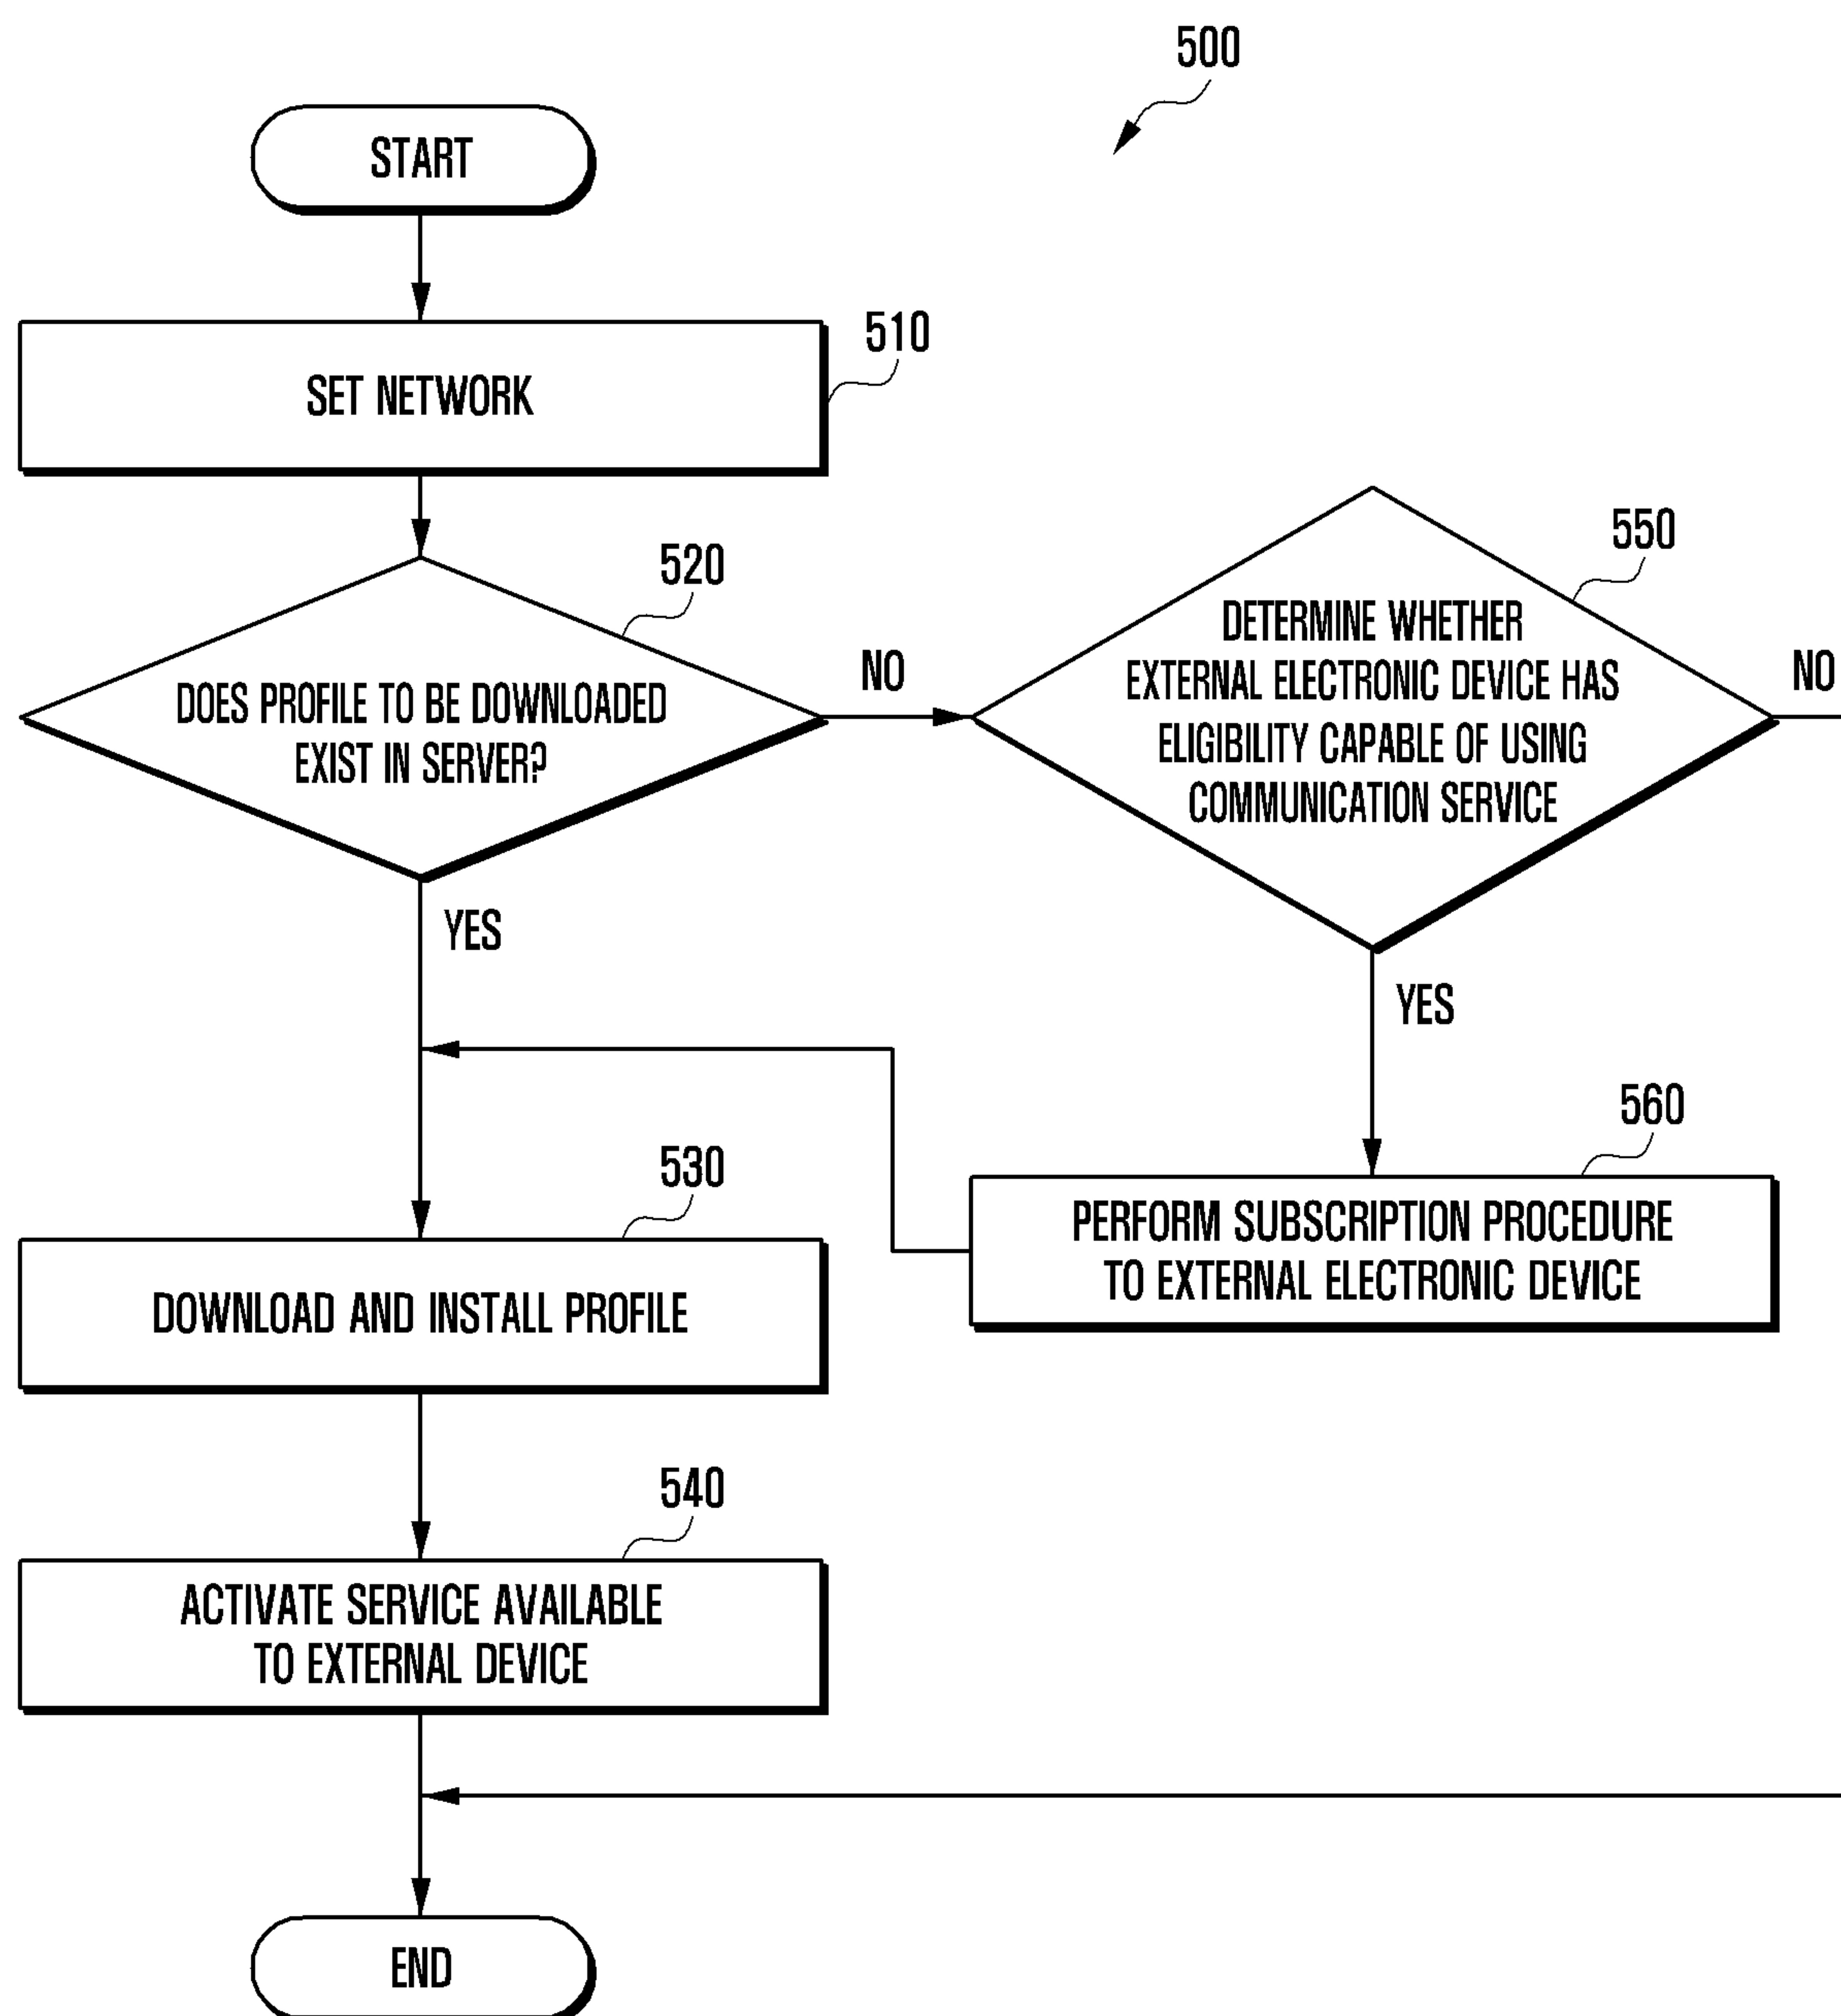 500
START
510
SET NETWORK
520
DOES PROFILE TO BE DOWNLOADED
EXIST IN SERVER?
NO
YES
550
DETERMINE WHETHER
EXTERNAL ELECTRONIC DEVICE HAS
ELIGIBILITY CAPABLE OF USING
COMMUNICATION SERVICE
NO
YES
560
PERFORM SUBSCRIPTION PROCEDURE
TO EXTERNAL ELECTRONIC DEVICE
530
DOWNLOAD AND INSTALL PROFILE
540
ACTIVATE SERVICE AVAILABLE
TO EXTERNAL DEVICE
END